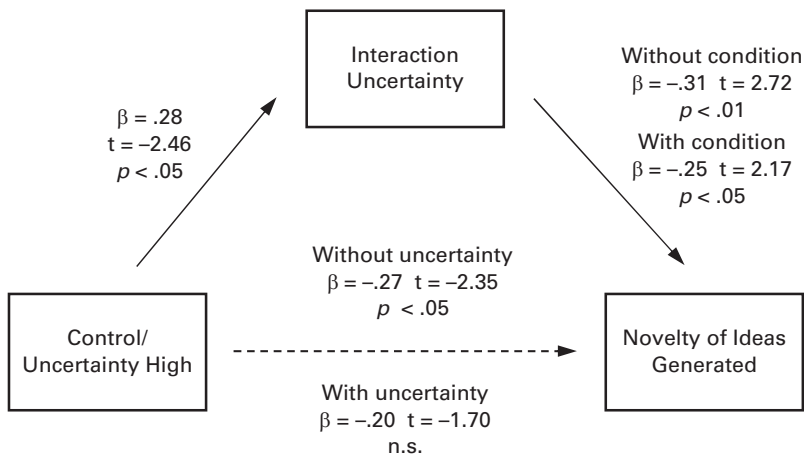 Interaction
Uncertainty
Without condition
β = –.31 t = 2.72
p < .01
With condition
β = –.25 t = 2.17
p < .05
β = .28
t = –2.46
p < .05
Without uncertainty
β = –.27 t = –2.35
p < .05
Control/
Uncertainty High
Novelty of Ideas
Generated
With uncertainty
β = –.20 t = –1.70
n.s.